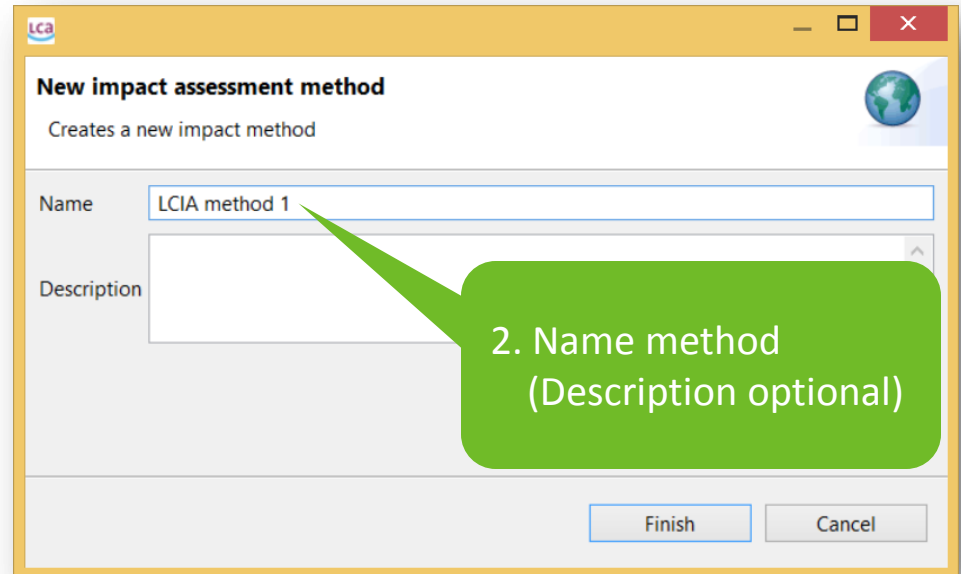 LCA
New impact assessment method
Creates a new impact method
Name
LCIA method 1
Description
2. Name method
(Description optional)
Finish
Cancel